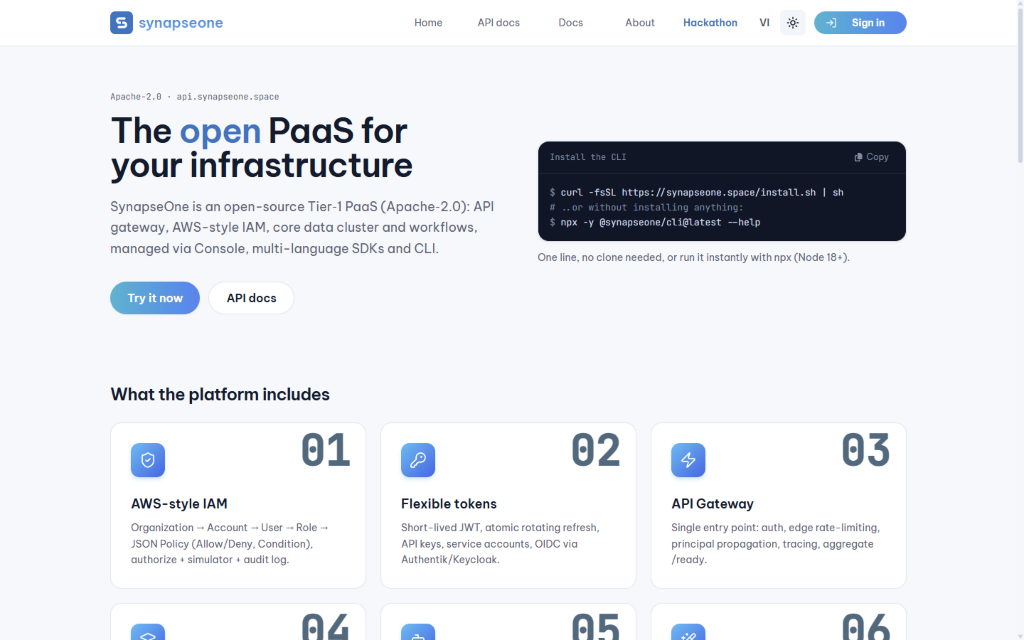 synapseone
Home
API docs
Docs
About
Hackathon
VI
Sign in
Apache-2.0 · api.synapseone.space
The open PaaS for
your infrastructure
SynapseOne is an open-source Tier-1 PaaS (Apache-2.0): API
gateway, AWS-style IAM, core data cluster and workflows,
managed via Console, multi-language SDKs and CLI.
Try it now
API docs
Install the CLI
Copy
$ curl -fsSL https://synapseone.space/install.sh | sh
# ..or without installing anything:
$ npx -y @synapseone/cli@latest --help
One line, no clone needed, or run it instantly with npx (Node 18+).
What the platform includes
01
AWS-style IAM
Organization → Account → User → Role →
JSON Policy (Allow/Deny, Condition),
authorize + simulator + audit log.
02
Flexible tokens
Short-lived JWT, atomic rotating refresh,
API keys, service accounts, OIDC via
Authentik/Keycloak.
03
API Gateway
Single entry point: auth, edge rate-limiting,
principal propagation, tracing, aggregate
/ready.
04
05
06